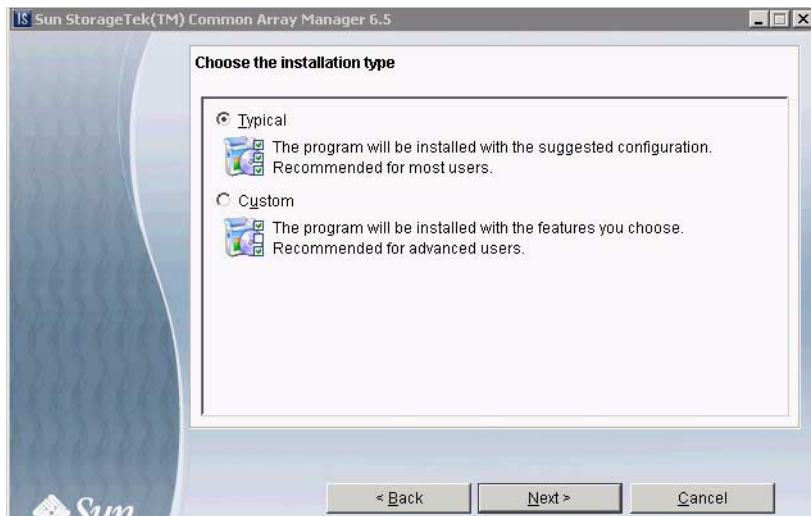 Sun StorageTek(TM) Common Array Manager 6.5
Choose the installation type
Typical
The program will be installed with the suggested configuration.
Recommended for most users.
Custom
The program will be installed with the features you choose.
Recommended for advanced users.
< Back
Next >
Cancel
Sun